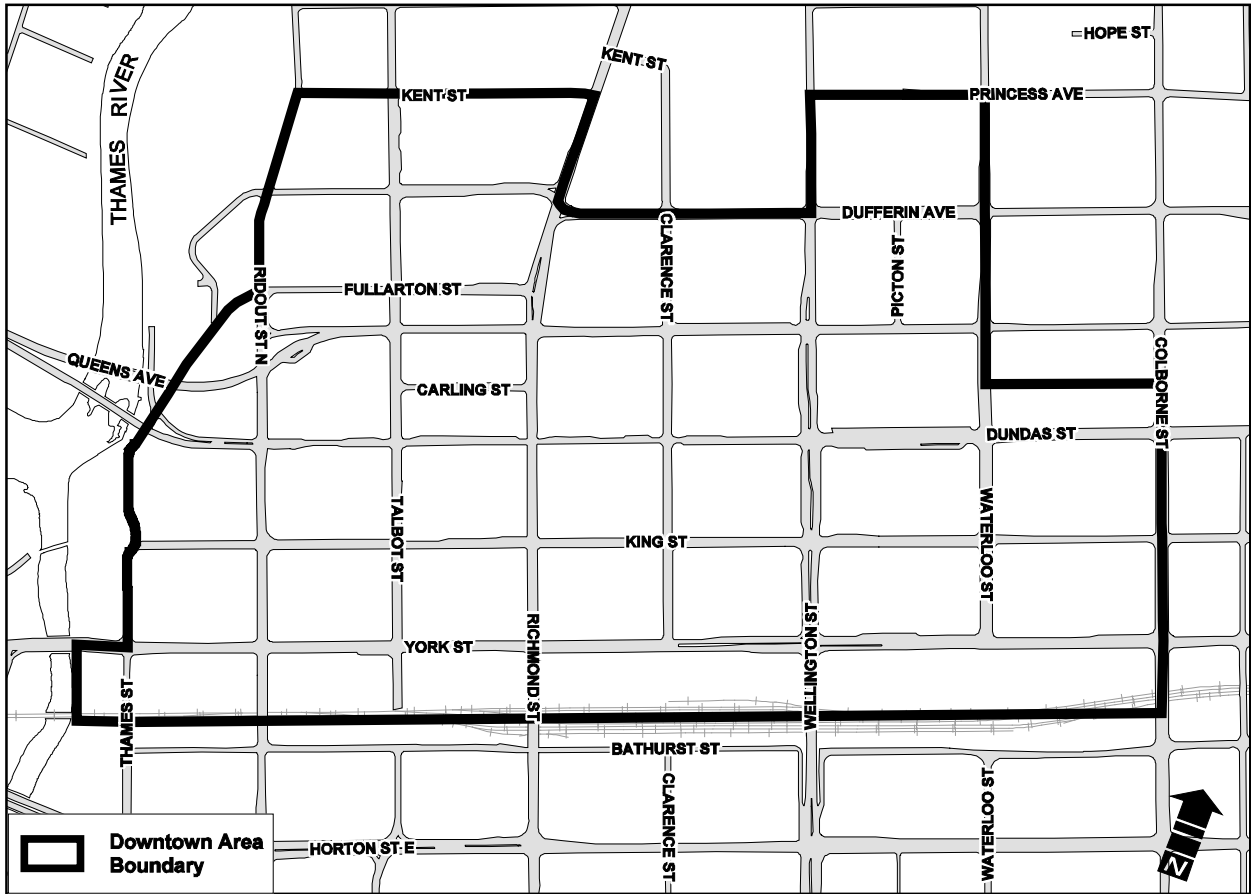 HOPE ST
KENT ST
THAMES RIVER
KENT ST
PRINCESS AVE
DUFFERIN AVE
CLARENCE ST
PICTON ST
RIDOUT ST N
FULLARTON ST
QUEENS AVE
CARLING ST
COLBORNE ST
DUNDAS ST
TALBOT ST
WATERLOO ST
KING ST
RICHMOND ST
WELLINGTON ST
YORK ST
THAMES ST
BATHURST ST
CLARENCE ST
WATERLOO ST
HORTON ST E
Downtown Area
Boundary
N